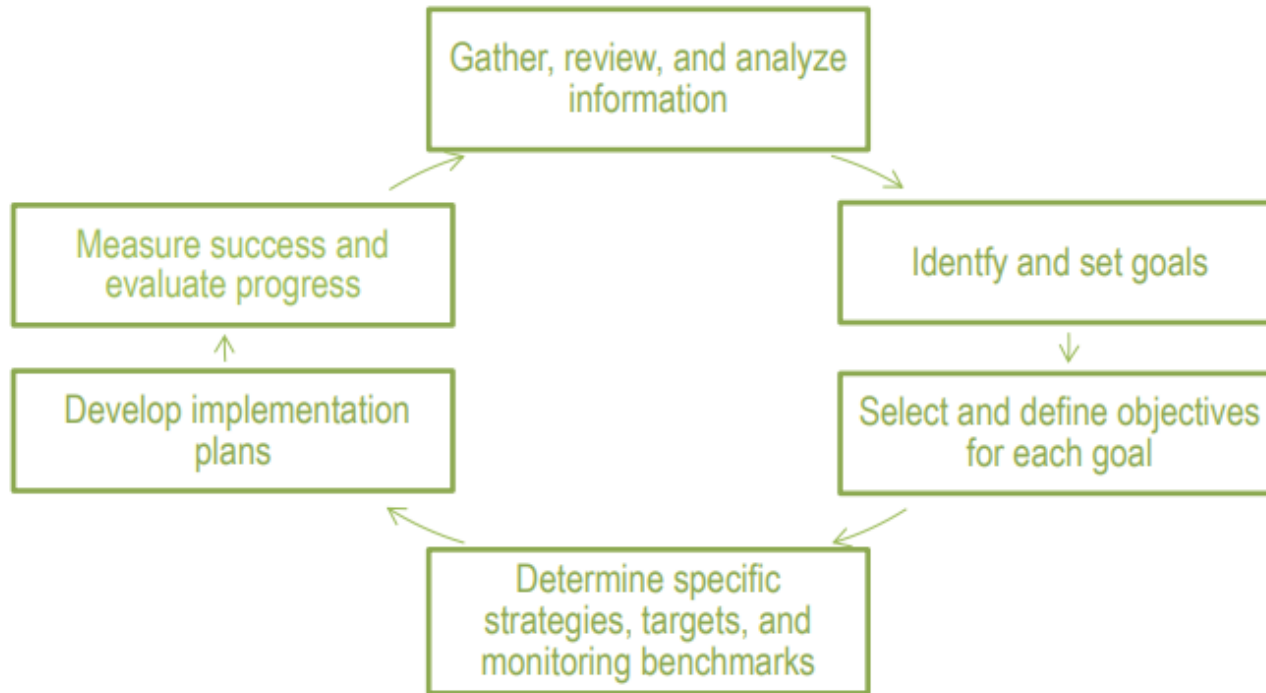 Gather, review, and analyze
information
Identfy and set goals
Select and define objectives
for each goal
Determine specific
strategies, targets, and
monitoring benchmarks
Develop implementation
plans
Measure success and
evaluate progress